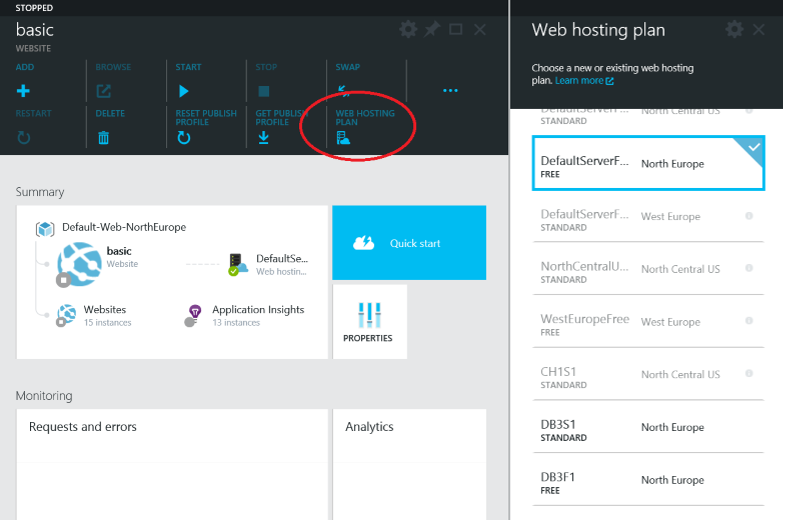 STOPPED
basic
WEBSITE
ADD
BROWSE
START
STOP
SWAP
RESTART
DELETE
RESET PUBLISH
PROFILE
GET PUBLISH
PROFILE
WEB HOSTING
PLAN
Summary
Default-Web-NorthEurope
basic
Website
DefaultSe...
Web hostin...
Websites
15 instances
Application Insights
13 instances
Quick start
PROPERTIES
Monitoring
Requests and errors
Analytics
Web hosting plan
Choose a new or existing web hosting
plan. Learn more
DefaultServerF... North Central US
STANDARD
DefaultServerF... North Europe
FREE
DefaultServerF... West Europe
STANDARD
NorthCentralU... North Central US
STANDARD
WestEuropeFree West Europe
FREE
CH1S1 North Central US
STANDARD
DB3S1 North Europe
STANDARD
DB3F1 North Europe
FREE